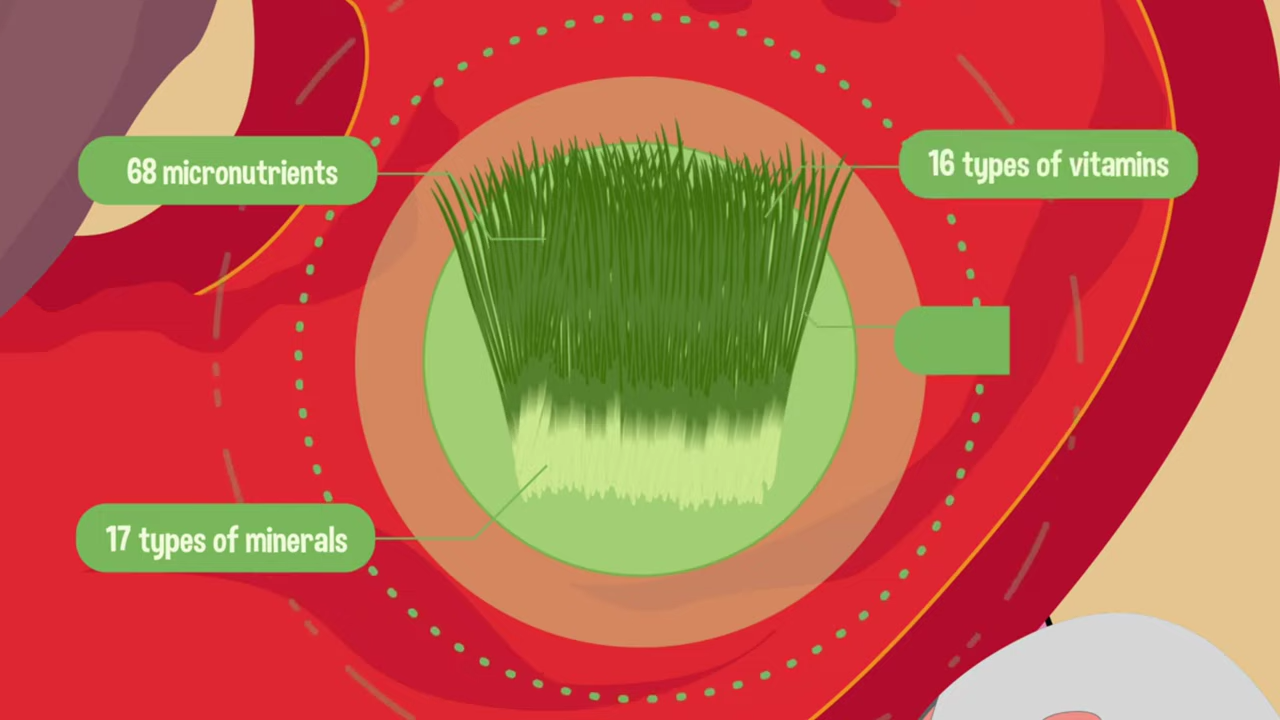 68 micronutrients
16 types of vitamins
17 types of minerals